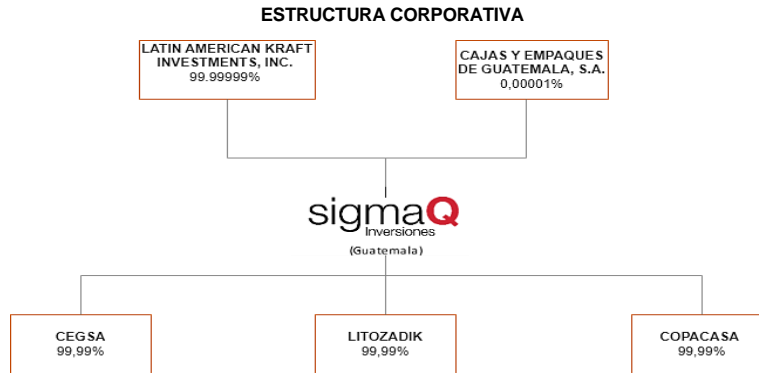 ESTRUCTURA CORPORATIVA
LATIN AMERICAN KRAFT
INVESTMENTS, INC.
99.99999%
CAJAS Y EMPAQUES
DE GUATEMALA, S.A.
0,00001%
sigmaQ
Inversiones
(Guatemala)
CEGSA
99,99%
LITOZADIK
99,99%
COPACASA
99,99%